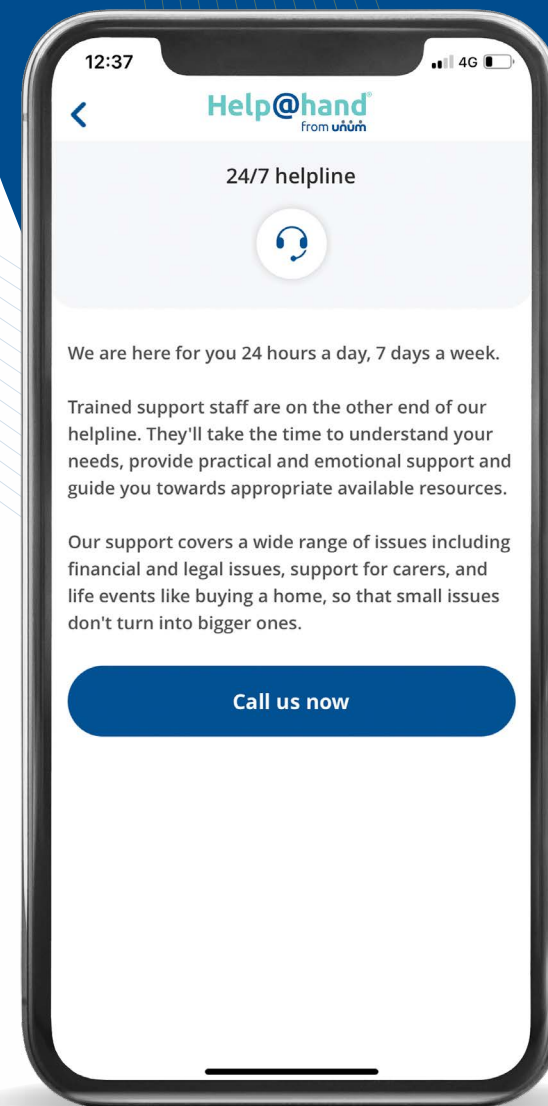 12:37
4G
Help@hand®
from unum
24/7 helpline
We are here for you 24 hours a day, 7 days a week.
Trained support staff are on the other end of our
helpline. They'll take the time to understand your
needs, provide practical and emotional support and
guide you towards appropriate available resources.
Our support covers a wide range of issues including
financial and legal issues, support for carers, and
life events like buying a home, so that small issues
don't turn into bigger ones.
Call us now